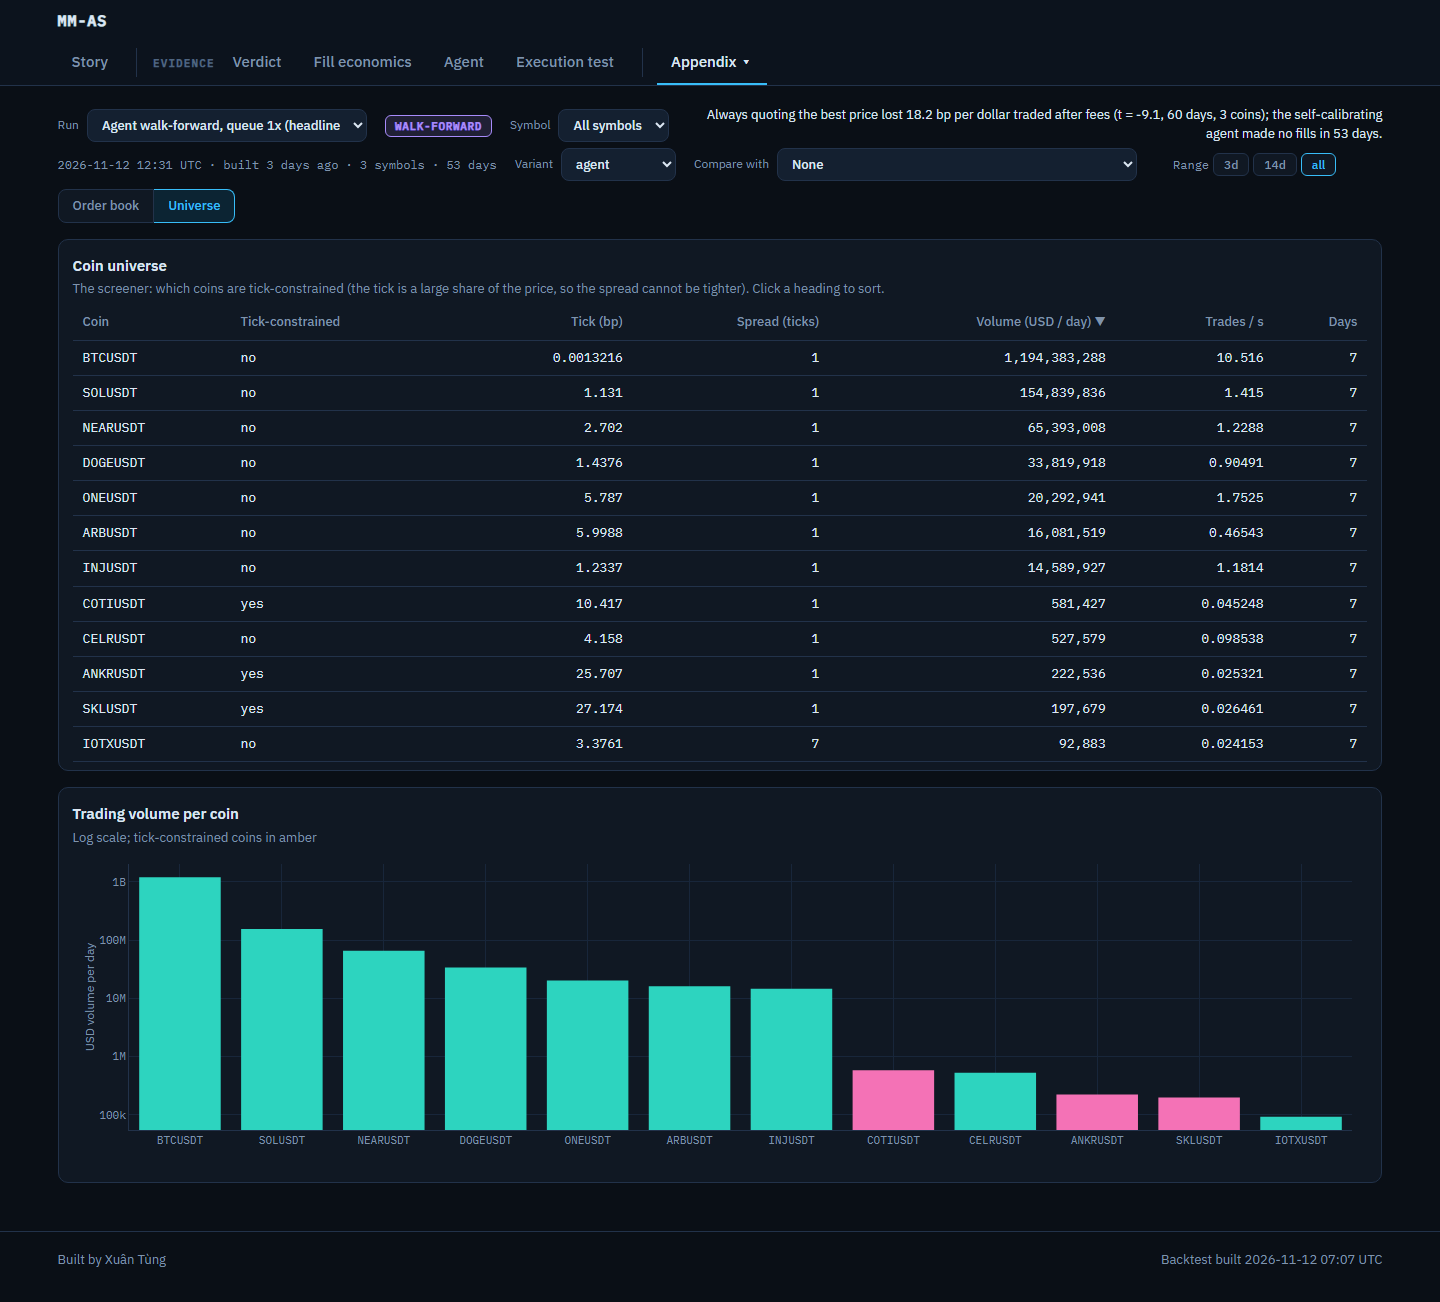 MM-AS
Story EVIDENCE Verdict Fill economics Agent Execution test Appendix ▾
Run Agent walk-forward, queue 1x (headline WALK-FORWARD Symbol All symbols
Always quoting the best price lost 18.2 bp per dollar traded after fees (t = -9.1, 60 days, 3 coins); the self-calibrating
agent made no fills in 53 days.
2026-11-12 12:31 UTC · built 3 days ago · 3 symbols · 53 days Variant agent Compare with None Range 3d 14d all
Order book Universe
Coin universe
The screener: which coins are tick-constrained (the tick is a large share of the price, so the spread cannot be tighter). Click a heading to sort.
Coin Tick-constrained Tick (bp) Spread (ticks) Volume (USD / day) ▼ Trades / s Days
BTCUSDT no 0.0013216 1 1,194,383,288 10.516 7
SOLUSDT no 1.131 1 154,839,836 1.415 7
NEARUSDT no 2.702 1 65,393,008 1.2288 7
DOGEUSDT no 1.4376 1 33,819,918 0.90491 7
ONEUSDT no 5.787 1 20,292,941 1.7525 7
ARBUSDT no 5.9988 1 16,081,519 0.46543 7
INJUSDT no 1.2337 1 14,589,927 1.1814 7
COTIUSDT yes 10.417 1 581,427 0.045248 7
CELRUSDT no 4.158 1 527,579 0.098538 7
ANKRUSDT yes 25.707 1 222,536 0.025321 7
SKLUSDT yes 27.174 1 197,679 0.026461 7
IOTXUSDT no 3.3761 7 92,883 0.024153 7
Trading volume per coin
Log scale; tick-constrained coins in amber
USD volume per day
1B
100M
10M
1M
100k
BTCUSDT SOLUSDT NEARUSDT DOGEUSDT ONEUSDT ARBUSDT INJUSDT COTIUSDT CELRUSDT ANKRUSDT SKLUSDT IOTXUSDT
Built by Xuân Tùng Backtest built 2026-11-12 07:07 UTC